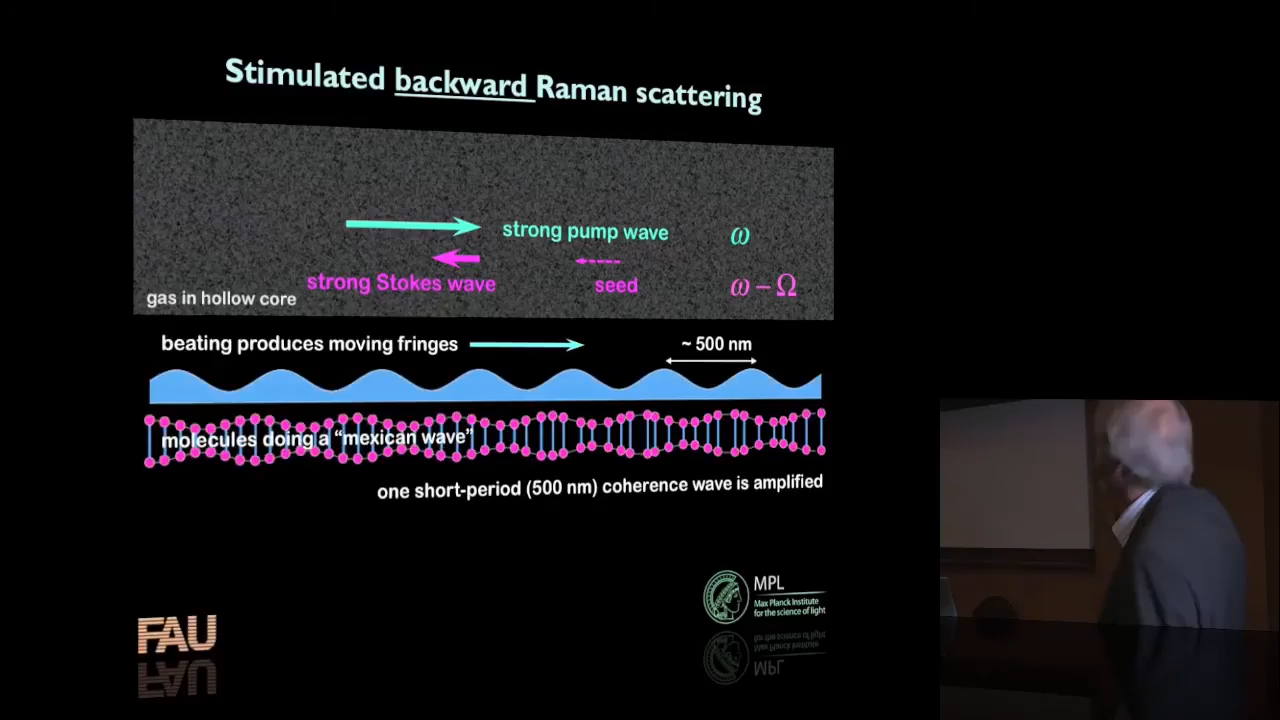 Stimulated backward Raman scattering
strong pump wave ω
strong Stokes wave seed ω − Ω
gas in hollow core
beating produces moving fringes ~ 500 nm
molecules doing a “mexican wave”
one short-period (500 nm) coherence wave is amplified
FAU
MPL
Max Planck Institute
for the science of light